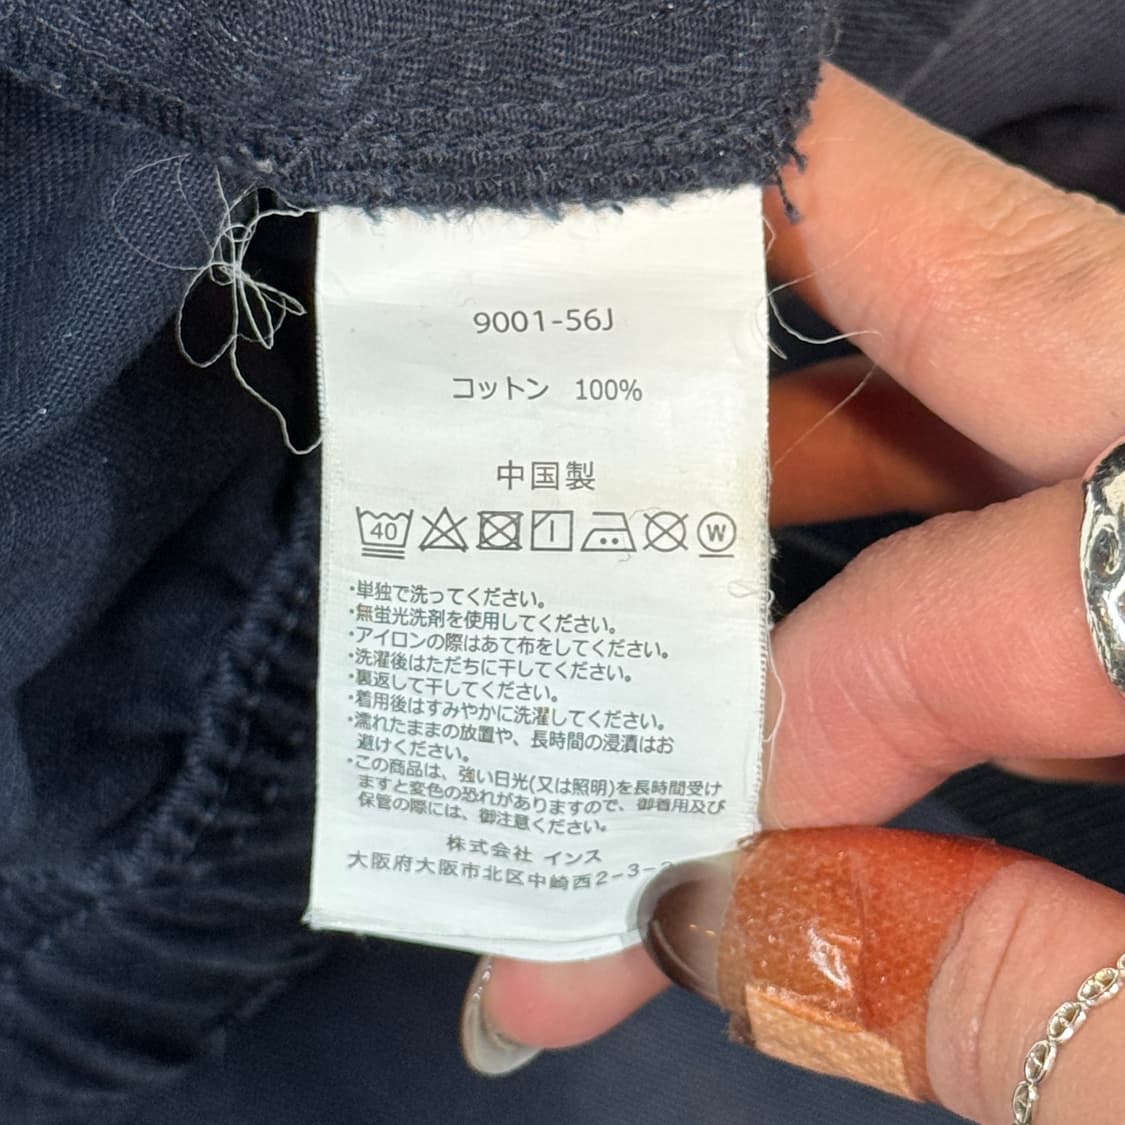 9001-56J
コットン 100%
中国製
40 W
・単独で洗ってください。
・無蛍光洗剤を使用してください。
・アイロンの際はあて布をしてください。
・洗濯後はただちに干してください。
・裏返して干してください。
・着用後はすみやかに洗濯してください。
・濡れたままの放置や、長時間の浸漬はお
避けください。
・この商品は、強い日光(又は照明)を長時間受け
ますと変色の恐れがありますので、御着用及び
保管の際には、御注意ください。
株式会社 インス
大阪府大阪市北区中崎西2-3-